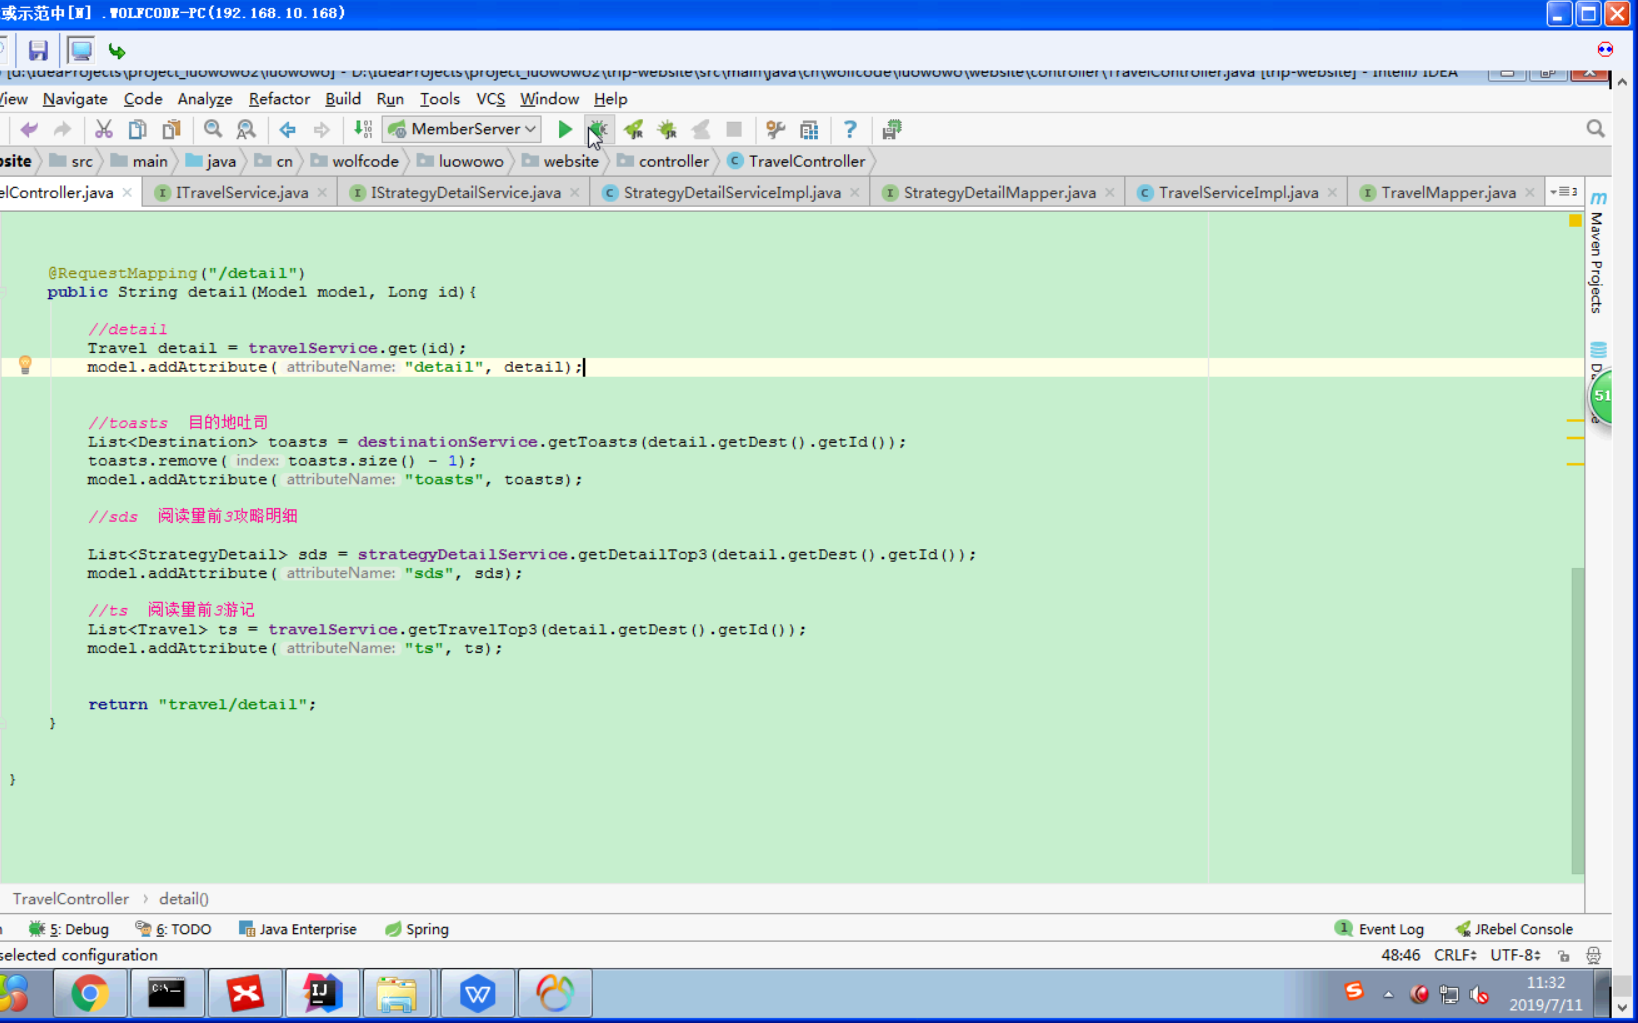 或示范中[N] .WOLFCODE-PC(192.168.10.168)
[d:\IdeaProjects\project_luowowo2\luowowo] - D:\IdeaProjects\project_luowowo2\trip-website\src\main\java\cn\wolfcode\luowowo\website\controller\TravelController.java [trip-website] - IntelliJ IDEA
View Navigate Code Analyze Refactor Build Run Tools VCS Window Help
MemberServer
site src main java cn wolfcode luowowo website controller TravelController
elController.java ITravelService.java IStrategyDetailService.java StrategyDetailServiceImpl.java StrategyDetailMapper.java TravelServiceImpl.java TravelMapper.java 3
Maven Projects
51
@RequestMapping("/detail")
public String detail(Model model, Long id){
//detail
Travel detail = travelService.get(id);
model.addAttribute( attributeName: "detail", detail);
//toasts 目的地吐司
List<Destination> toasts = destinationService.getToasts(detail.getDest().getId());
toasts.remove( index: toasts.size() - 1);
model.addAttribute( attributeName: "toasts", toasts);
//sds 阅读量前3攻略明细
List<StrategyDetail> sds = strategyDetailService.getDetailTop3(detail.getDest().getId());
model.addAttribute( attributeName: "sds", sds);
//ts 阅读量前3游记
List<Travel> ts = travelService.getTravelTop3(detail.getDest().getId());
model.addAttribute( attributeName: "ts", ts);
return "travel/detail";
}
}
TravelController › detail()
5: Debug 6: TODO Java Enterprise Spring 1 Event Log JRebel Console
selected configuration 48:46 CRLF UTF-8
11:32
2019/7/11